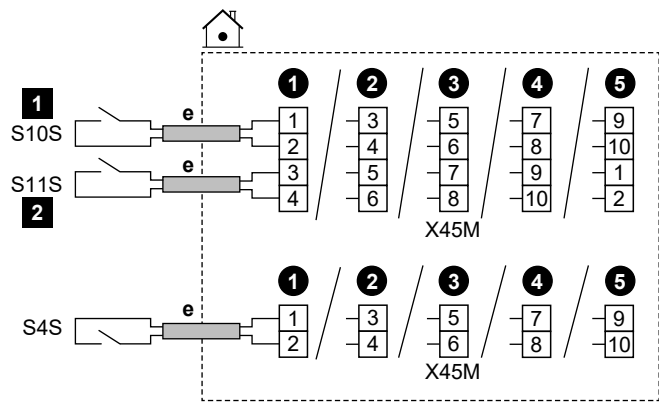 1 2 3 4 5
1
S10S
e
1 3 5 7 9
2 4 6 8 10
S11S
e
3 5 7 9 1
4 6 8 10 2
2
X45M
1 2 3 4 5
S4S
e
1 3 5 7 9
2 4 6 8 10
X45M